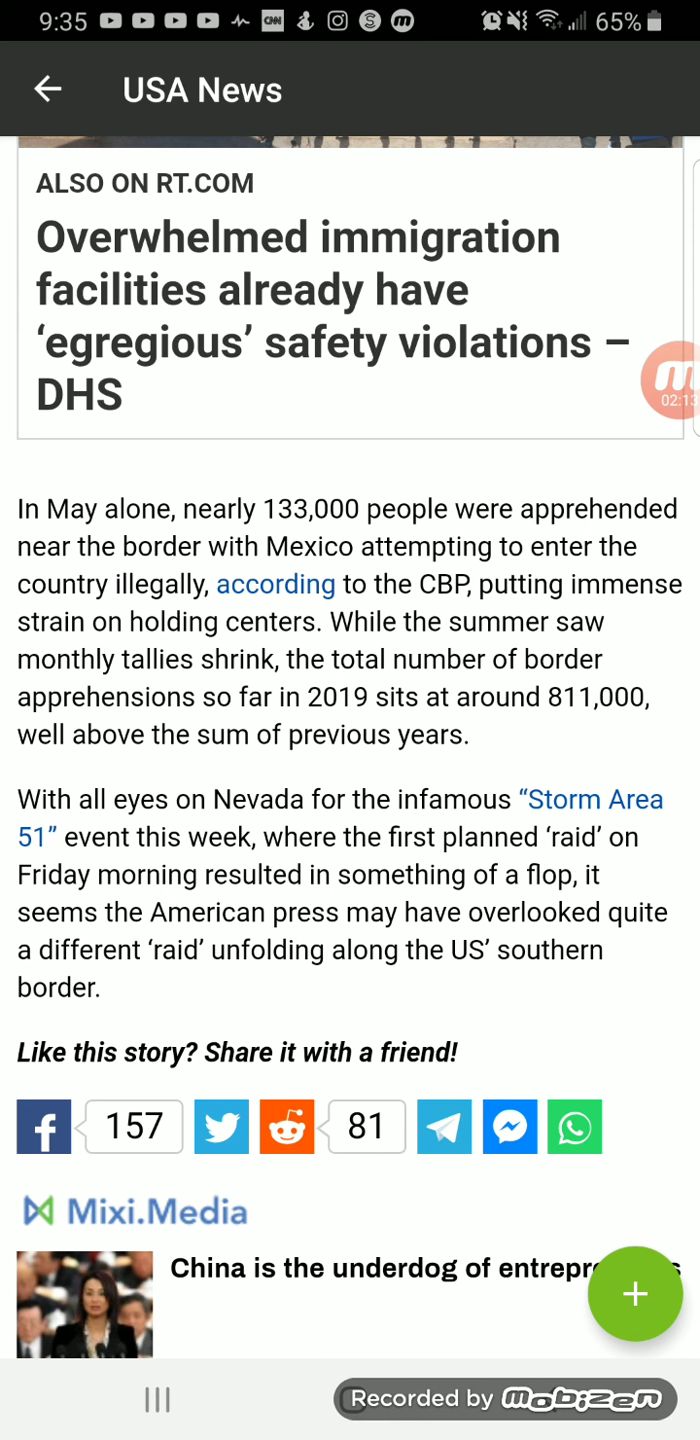 9:35
CNN
65%
USA News
ALSO ON RT.COM
Overwhelmed immigration
facilities already have
‘egregious’ safety violations –
DHS
02:13
In May alone, nearly 133,000 people were apprehended
near the border with Mexico attempting to enter the
country illegally, according to the CBP, putting immense
strain on holding centers. While the summer saw
monthly tallies shrink, the total number of border
apprehensions so far in 2019 sits at around 811,000,
well above the sum of previous years.
With all eyes on Nevada for the infamous “Storm Area
51” event this week, where the first planned ‘raid’ on
Friday morning resulted in something of a flop, it
seems the American press may have overlooked quite
a different ‘raid’ unfolding along the US’ southern
border.
Like this story? Share it with a friend!
157
81
Mixi.Media
China is the underdog of
Recorded by mobizen